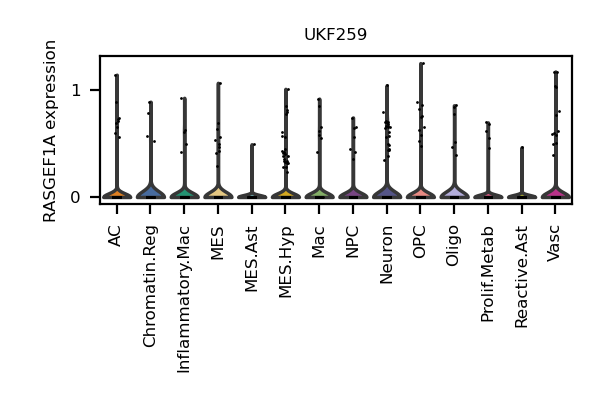 UKF259
RASGEF1A expression
1
0
AC
Chromatin.Reg
Inflammatory.Mac
MES
MES.Ast
MES.Hyp
Mac
NPC
Neuron
OPC
Oligo
Prolif.Metab
Reactive.Ast
Vasc